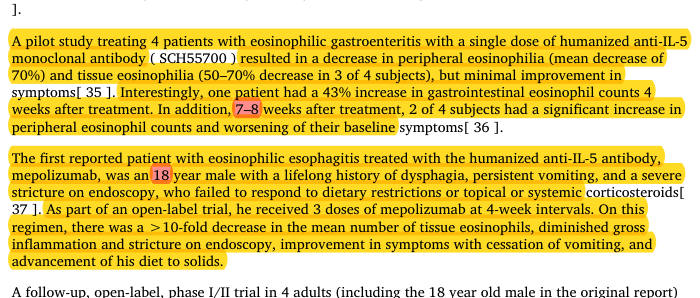 ].
A pilot study treating 4 patients with eosinophilic gastroenteritis with a single dose of humanized anti-IL-5
monoclonal antibody ( SCH55700 ) resulted in a decrease in peripheral eosinophilia (mean decrease of
70%) and tissue eosinophilia (50–70% decrease in 3 of 4 subjects), but minimal improvement in
symptoms[ 35 ]. Interestingly, one patient had a 43% increase in gastrointestinal eosinophil counts 4
weeks after treatment. In addition, 7–8 weeks after treatment, 2 of 4 subjects had a significant increase in
peripheral eosinophil counts and worsening of their baseline symptoms[ 36 ].
The first reported patient with eosinophilic esophagitis treated with the humanized anti-IL-5 antibody,
mepolizumab, was an 18 year male with a lifelong history of dysphagia, persistent vomiting, and a severe
stricture on endoscopy, who failed to respond to dietary restrictions or topical or systemic corticosteroids[
37 ]. As part of an open-label trial, he received 3 doses of mepolizumab at 4-week intervals. On this
regimen, there was a >10-fold decrease in the mean number of tissue eosinophils, diminished gross
inflammation and stricture on endoscopy, improvement in symptoms with cessation of vomiting, and
advancement of his diet to solids.
A follow-up, open-label, phase I/II trial in 4 adults (including the 18 year old male in the original report)